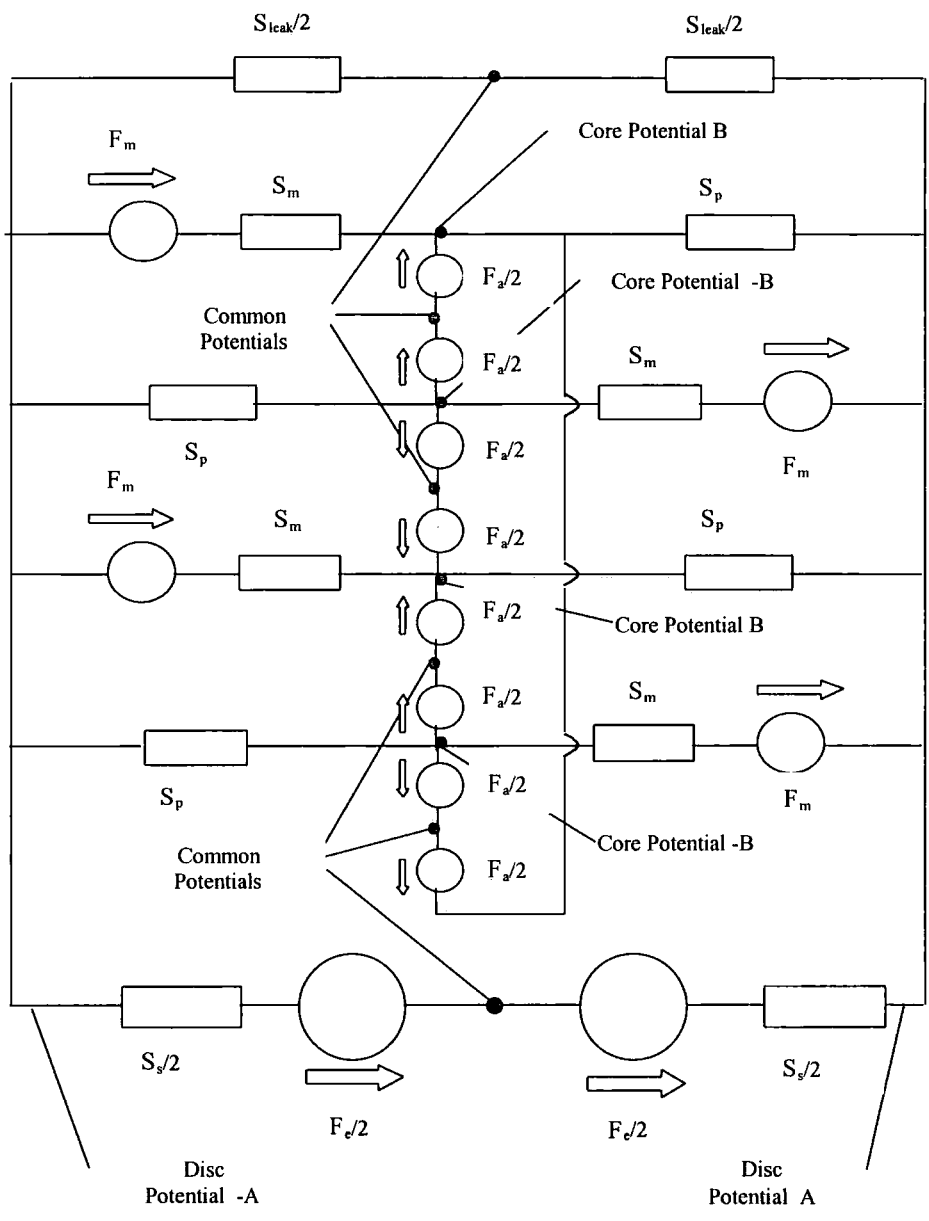 S_leak/2 S_leak/2
Core Potential B
F_m
S_m S_p
F_a/2
Core Potential -B
Common
Potentials
F_a/2
S_m
S_p
F_a/2
F_m
F_m
S_m
F_a/2
S_p
F_a/2
Core Potential B
S_m
F_a/2
S_p
F_a/2
F_m
Core Potential -B
Common
Potentials
F_a/2
S_s/2
S_s/2
F_e/2 F_e/2
Disc
Potential -A
Disc
Potential A